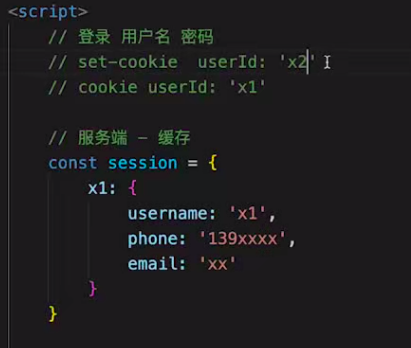 <script>
// 登录 用户名 密码
// set-cookie  userId: 'x2'
// cookie userId: 'x1'
// 服务端 - 缓存
const session = {
x1: {
username: 'x1',
phone: '139xxxx',
email: 'xx'
}
}